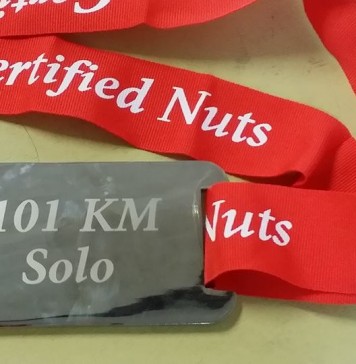 ertified Nuts
Nuts
101 KM
Solo